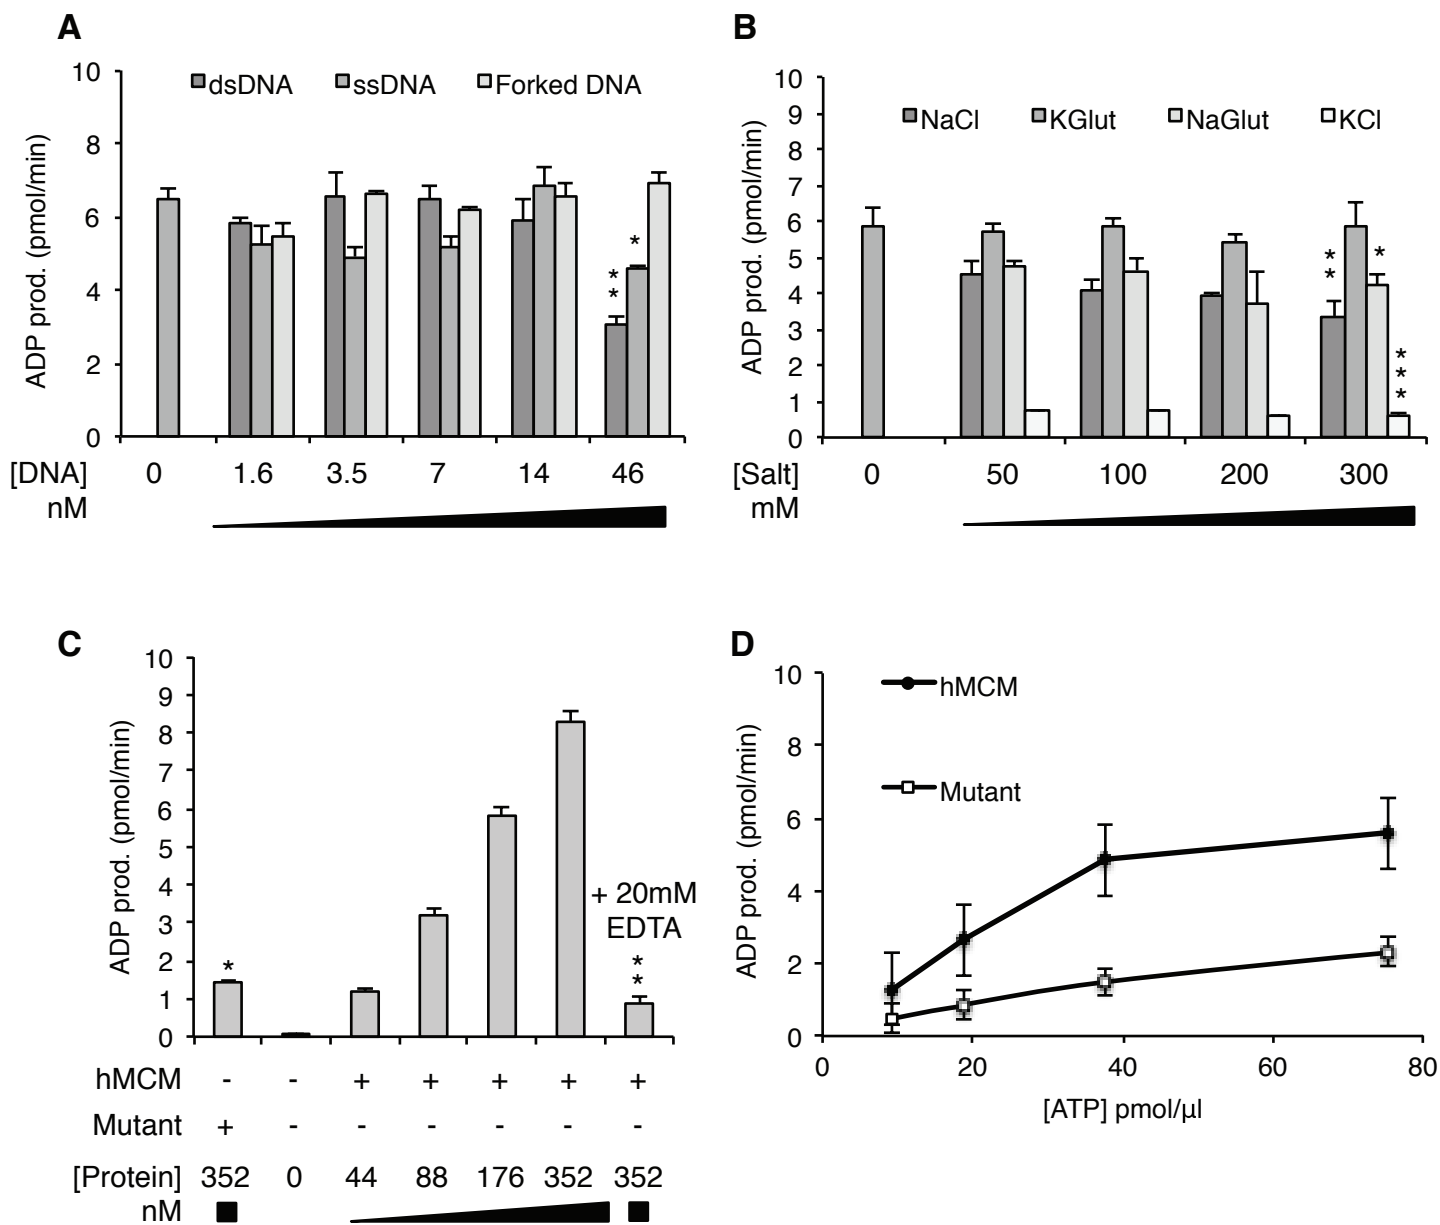 A
dsDNA ssDNA Forked DNA
ADP prod. (pmol/min)
10
8
6
4
2
0
* *
*
[DNA] 0 1.6 3.5 7 14 46
nM
B
NaCl KGlut NaGlut KCl
ADP prod. (pmol/min)
10
9
8
7
6
5
4
3
2
1
0
* *
*
* * *
[Salt] 0 50 100 200 300
mM
C
ADP prod. (pmol/min)
10
9
8
7
6
5
4
3
2
1
0
*
+ 20mM
EDTA
* *
hMCM - - + + + + +
Mutant + - - - - - -
[Protein] 352 0 44 88 176 352 352
nM
D
hMCM
Mutant
ADP prod. (pmol/min)
10
8
6
4
2
0
0 20 40 60 80
[ATP] pmol/µl